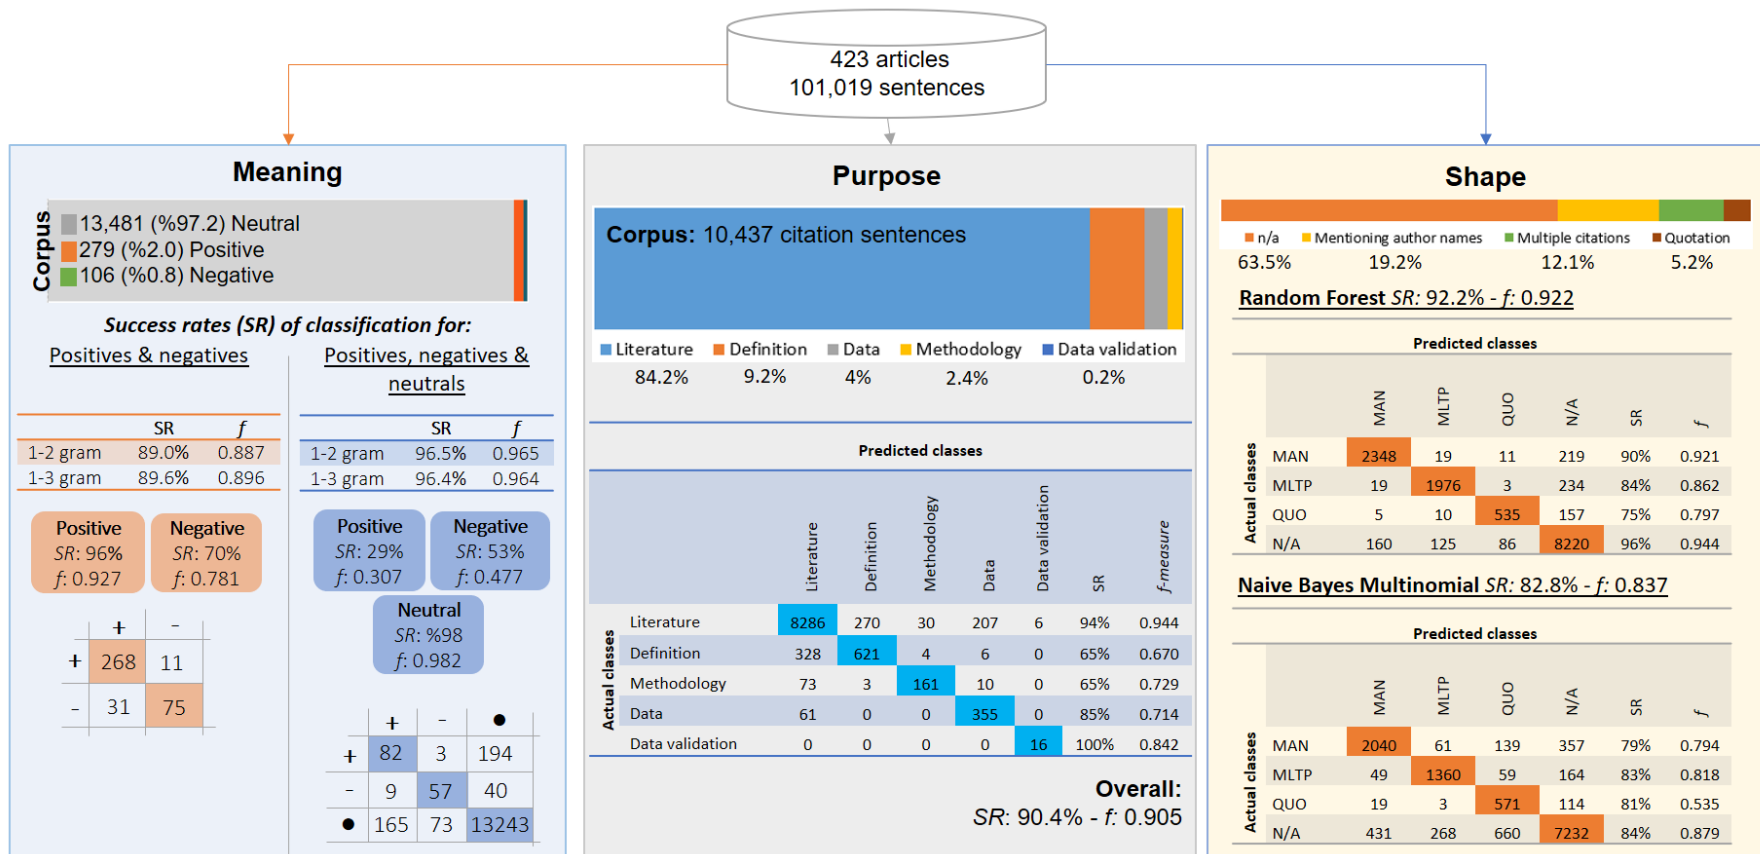 423 articles
101,019 sentences
Meaning
Corpus
13,481 (%97.2) Neutral
279 (%2.0) Positive
106 (%0.8) Negative
Success rates (SR) of classification for:
Positives & negatives
SR f
1-2 gram 89.0% 0.887
1-3 gram 89.6% 0.896
Positive
SR: 96%
f: 0.927
Negative
SR: 70%
f: 0.781
+ -
+ 268 11
- 31 75
Positives, negatives &
neutrals
SR f
1-2 gram 96.5% 0.965
1-3 gram 96.4% 0.964
Positive
SR: 29%
f: 0.307
Negative
SR: 53%
f: 0.477
Neutral
SR: %98
f: 0.982
+ - ●
+ 82 3 194
- 9 57 40
● 165 73 13243
Purpose
Corpus: 10,437 citation sentences
Literature Definition Data Methodology Data validation
84.2% 9.2% 4% 2.4% 0.2%
Predicted classes
Literature Definition Methodology Data Data validation SR f-measure
Actual classes
Literature 8286 270 30 207 6 94% 0.944
Definition 328 621 4 6 0 65% 0.670
Methodology 73 3 161 10 0 65% 0.729
Data 61 0 0 355 0 85% 0.714
Data validation 0 0 0 0 16 100% 0.842
Overall:
SR: 90.4% - f: 0.905
Shape
n/a Mentioning author names Multiple citations Quotation
63.5% 19.2% 12.1% 5.2%
Random Forest SR: 92.2% - f: 0.922
Predicted classes
MAN MLTP QUO N/A SR f
Actual classes
MAN 2348 19 11 219 90% 0.921
MLTP 19 1976 3 234 84% 0.862
QUO 5 10 535 157 75% 0.797
N/A 160 125 86 8220 96% 0.944
Naive Bayes Multinomial SR: 82.8% - f: 0.837
Predicted classes
MAN MLTP QUO N/A SR f
Actual classes
MAN 2040 61 139 357 79% 0.794
MLTP 49 1360 59 164 83% 0.818
QUO 19 3 571 114 81% 0.535
N/A 431 268 660 7232 84% 0.879